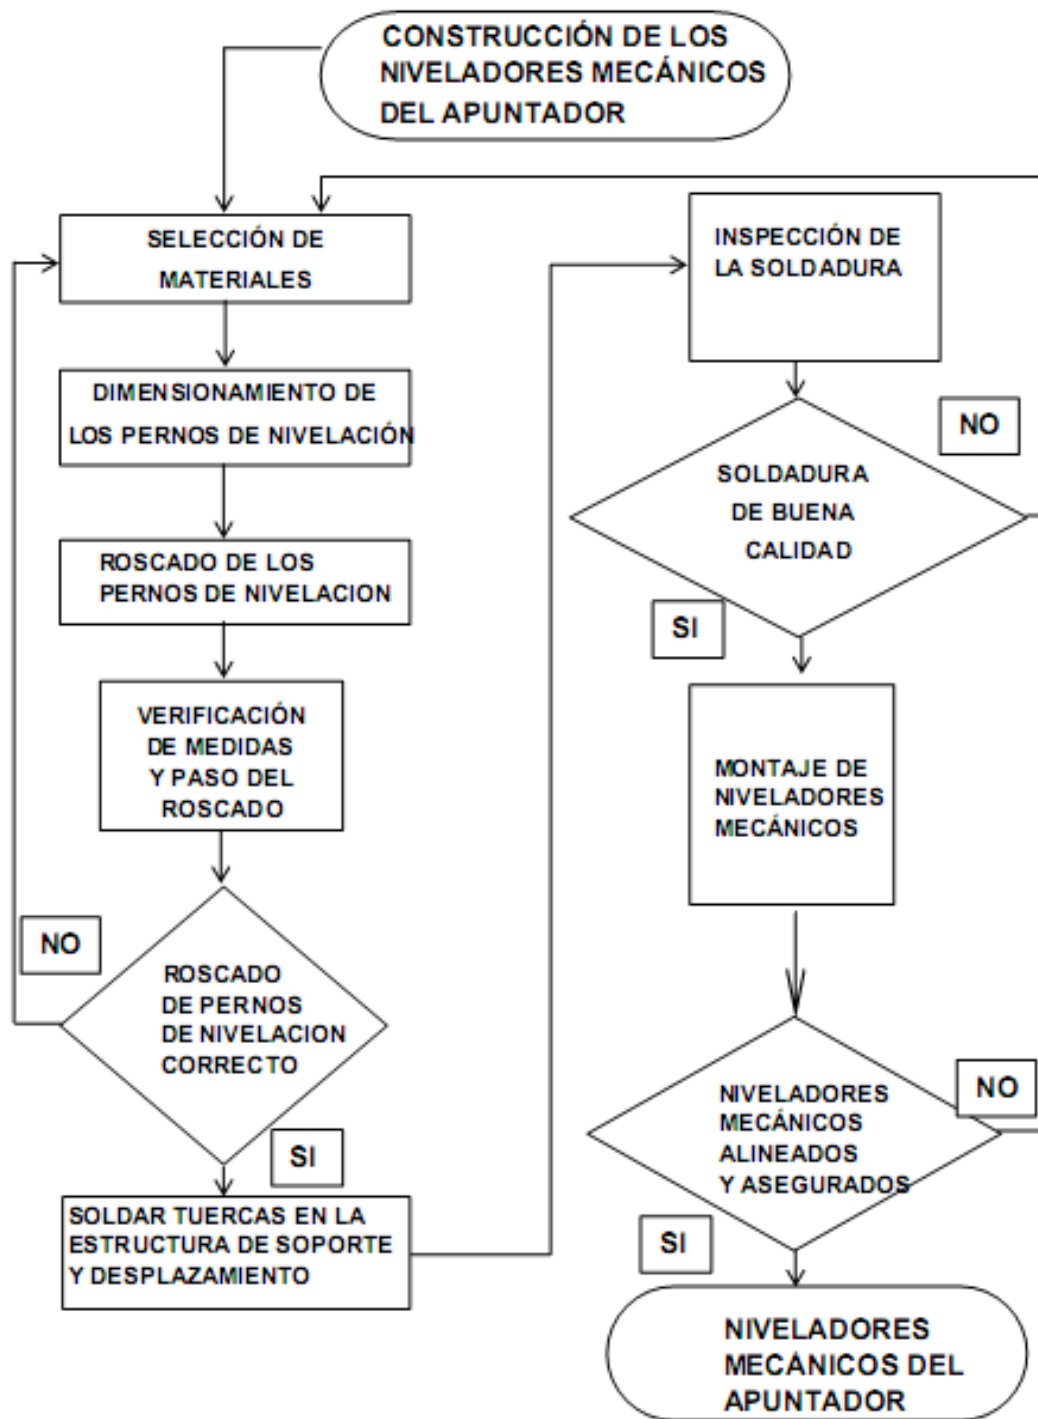 CONSTRUCCIÓN DE LOS
NIVELADORES MECÁNICOS
DEL APUNTADOR
SELECCIÓN DE
MATERIALES
DIMENSIONAMIENTO DE
LOS PERNOS DE NIVELACIÓN
ROSCADO DE LOS
PERNOS DE NIVELACION
VERIFICACIÓN
DE MEDIDAS
Y PASO DEL
ROSCADO
NO
ROSCADO
DE PERNOS
DE NIVELACION
CORRECTO
SI
SOLDAR TUERCAS EN LA
ESTRUCTURA DE SOPORTE
Y DESPLAZAMIENTO
INSPECCIÓN DE
LA SOLDADURA
NO
SOLDADURA
DE BUENA
CALIDAD
SI
MONTAJE DE
NIVELADORES
MECÁNICOS
NO
NIVELADORES
MECÁNICOS
ALINEADOS
Y ASEGURADOS
SI
NIVELADORES
MECÁNICOS DEL
APUNTADOR